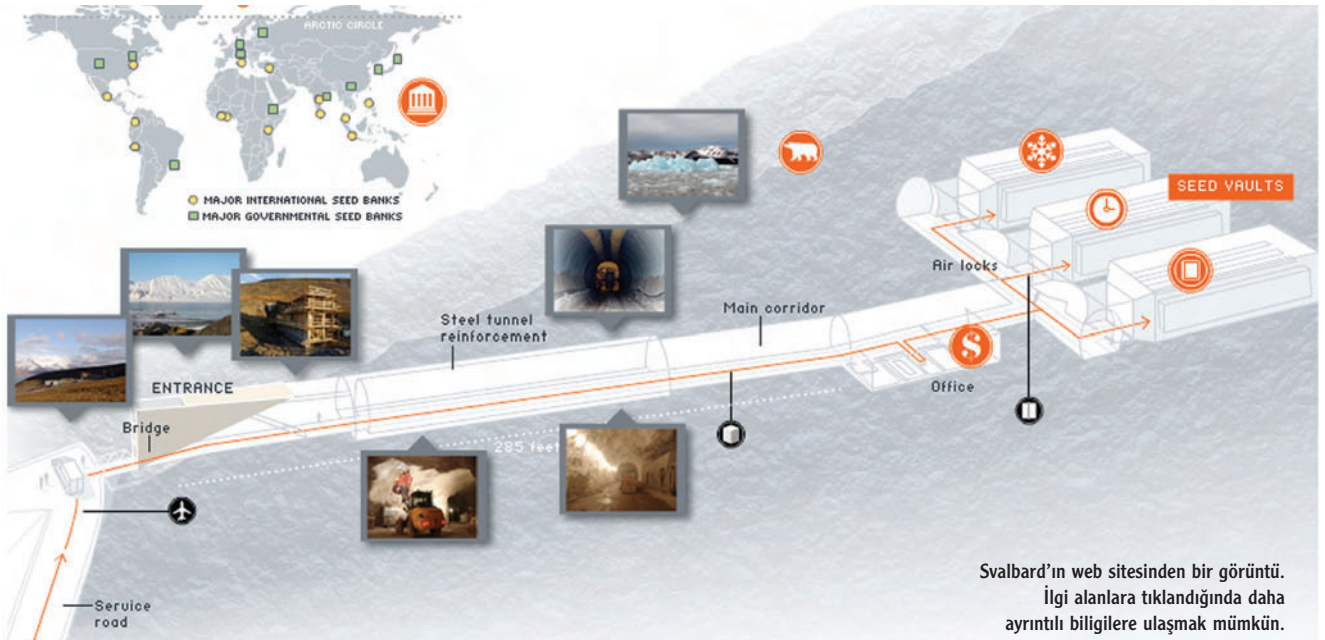 ARCTIC CIRCLE
MAJOR INTERNATIONAL SEED BANKS
MAJOR GOVERNMENTAL SEED BANKS
SEED VAULTS
Air locks
Main corridor
Steel tunnel
reinforcement
$
Office
ENTRANCE
Bridge
285 feet
Service
road
Svalbard'ın web sitesinden bir görüntü.
İlgi alanlara tıklandığında daha
ayrıntılı biligilere ulaşmak mümkün.